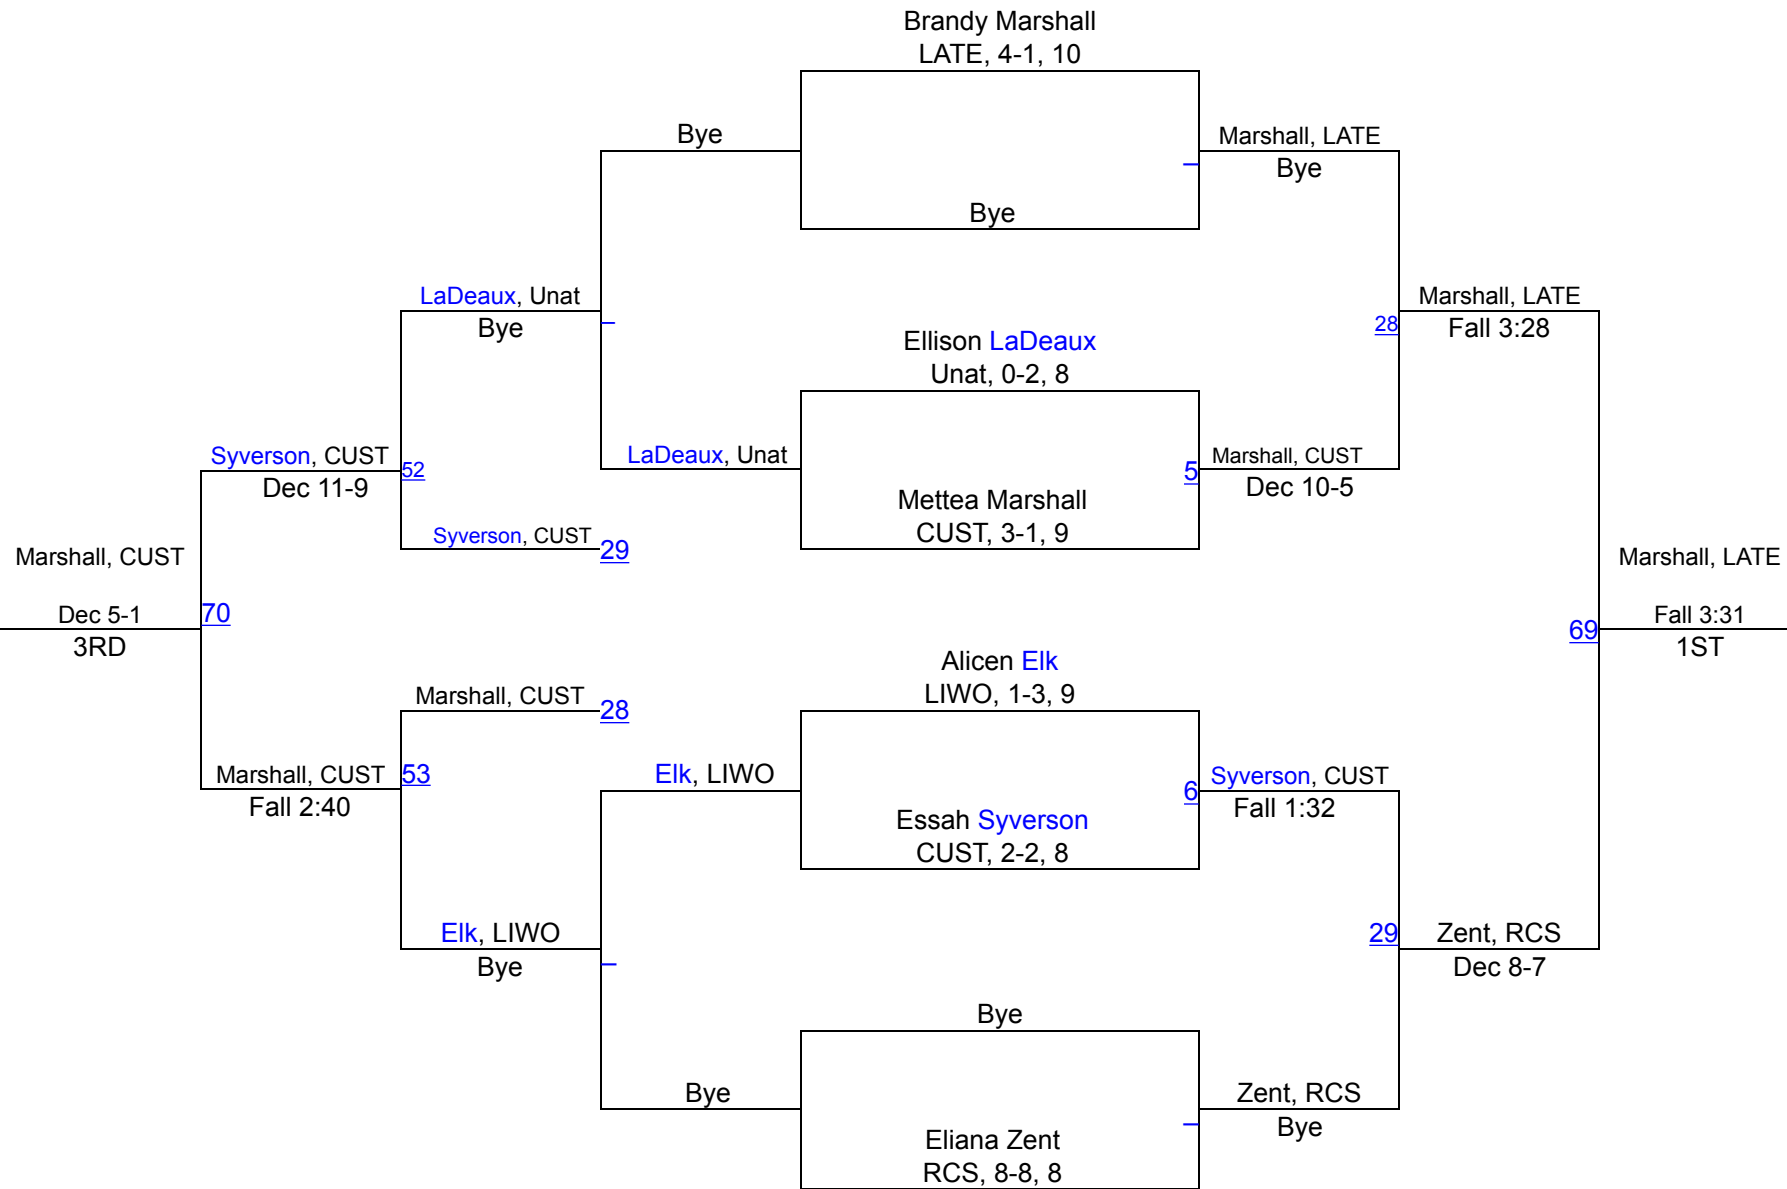 Brandy Marshall
LATE, 4-1, 10
Bye
Marshall, LATE
Bye
Bye
LaDeaux, Unat
Bye
Marshall, LATE
28
Fall 3:28
Ellison LaDeaux
Unat, 0-2, 8
Syverson, CUST
52
Dec 11-9
LaDeaux, Unat
5
Marshall, CUST
Dec 10-5
Mettea Marshall
CUST, 3-1, 9
Syverson, CUST
29
Marshall, CUST
Dec 5-1
3RD
70
Marshall, LATE
69
Fall 3:31
1ST
Alicen Elk
LIWO, 1-3, 9
Marshall, CUST
28
Marshall, CUST
53
Fall 2:40
Elk, LIWO
6
Syverson, CUST
Fall 1:32
Essah Syverson
CUST, 2-2, 8
Elk, LIWO
Bye
29
Zent, RCS
Dec 8-7
Bye
Bye
Zent, RCS
Bye
Eliana Zent
RCS, 8-8, 8